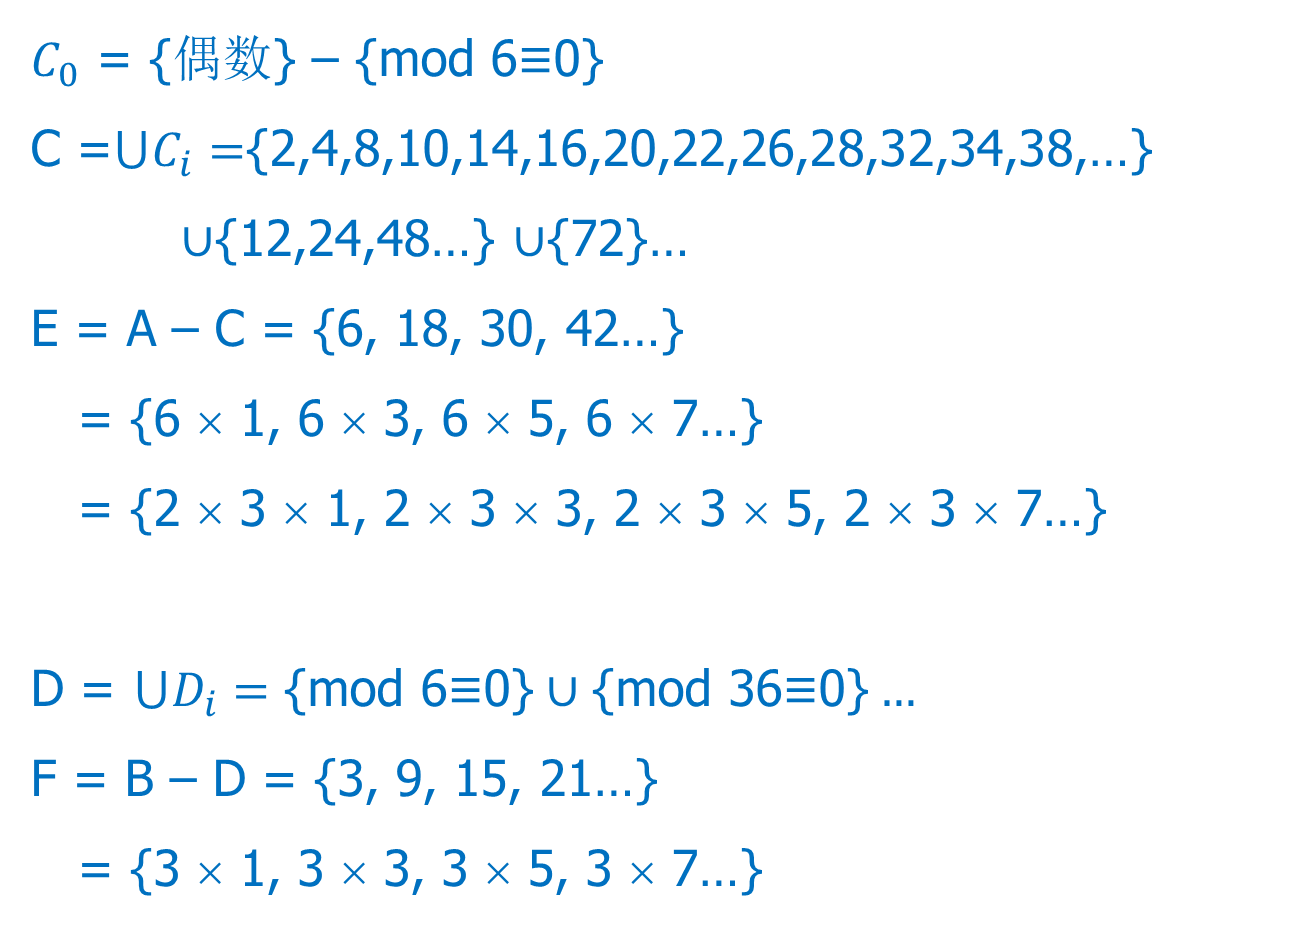 C₀ = {偶数} – {mod 6≡0}
C =∪Cᵢ ={2,4,8,10,14,16,20,22,26,28,32,34,38,…}
∪{12,24,48…} ∪{72}…
E = A – C = {6, 18, 30, 42…}
= {6 × 1, 6 × 3, 6 × 5, 6 × 7…}
= {2 × 3 × 1, 2 × 3 × 3, 2 × 3 × 5, 2 × 3 × 7…}
D = ∪Dᵢ = {mod 6≡0} ∪ {mod 36≡0} …
F = B – D = {3, 9, 15, 21…}
= {3 × 1, 3 × 3, 3 × 5, 3 × 7…}